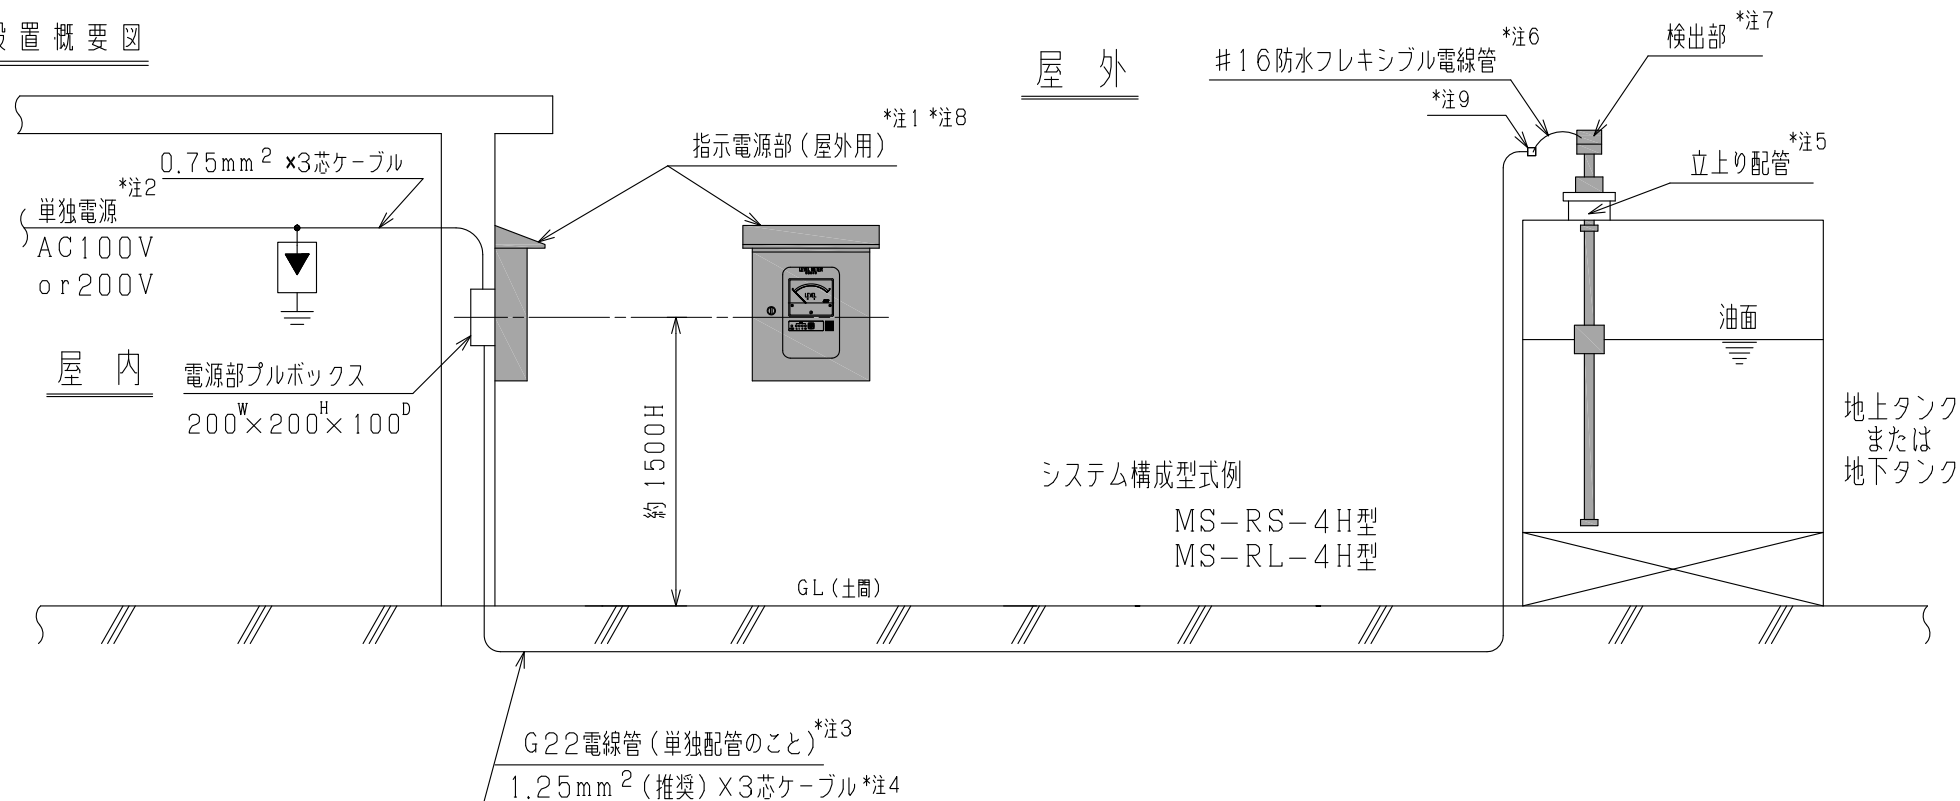 設置概要図
屋 外
♯16防水フレキシブル電線管 *注6
検出部 *注7
*注9
立上り配管 *注5
指示電源部(屋外用) *注1 *注8
0.75mm² ×3芯ケーブル
単独電源 *注2
AC100V
or200V
屋 内
電源部プルボックス
200W×200H×100D
LEVEL
約1500H
油面
地上タンク
または
地下タンク
システム構成型式例
MS-RS-4H型
MS-RL-4H型
GL(土間)
G22電線管(単独配管のこと) *注3
1.25mm²(推奨)×3芯ケーブル *注4